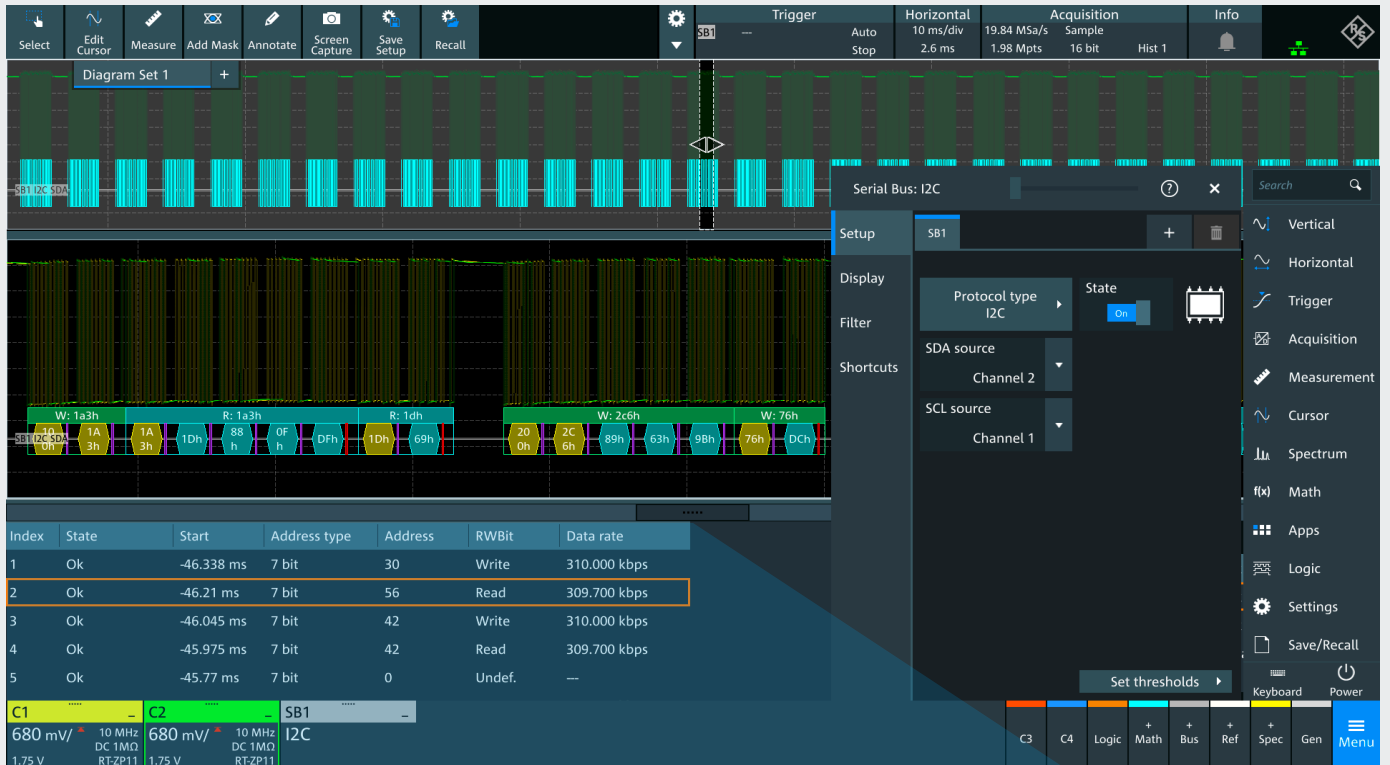 Select
Edit
Cursor
Measure
Add Mask
Annotate
Screen
Capture
Save
Setup
Recall
SB1
Trigger
---
Auto
Stop
Horizontal
10 ms/div
2.6 ms
Acquisition
19.84 MSa/s
Sample
1.98 Mpts
16 bit
Hist 1
Info
R&S
Diagram Set 1
+
SB1 I2C SDA
W: 1a3h
R: 1a3h
R: 1dh
W: 2c6h
W: 76h
SB1 I2C SDA
10
0h
1A
3h
1A
3h
1Dh
88
h
0F
h
DFh
1Dh
69h
20
0h
2C
6h
89h
63h
9Bh
76h
DCh
Serial Bus: I2C
?
×
Setup
Display
Filter
Shortcuts
SB1
+
Protocol type
I2C
State
On
SDA source
Channel 2
SCL source
Channel 1
Set thresholds
Search
Vertical
Horizontal
Trigger
Acquisition
Measurement
Cursor
Spectrum
f(x) Math
Apps
Logic
Settings
Save/Recall
Keyboard
Power
Index State Start Address type Address RWBit Data rate
1 Ok -46.338 ms 7 bit 30 Write 310.000 kbps
2 Ok -46.21 ms 7 bit 56 Read 309.700 kbps
3 Ok -46.045 ms 7 bit 42 Write 310.000 kbps
4 Ok -45.975 ms 7 bit 42 Read 309.700 kbps
5 Ok -45.77 ms 7 bit 0 Undef. ---
C1
680 mV/
10 MHz
DC 1MΩ
1.75 V
RT-ZP11
C2
680 mV/
10 MHz
DC 1MΩ
1.75 V
RT-ZP11
SB1
I2C
C3
C4
Logic
+
Math
+
Bus
+
Ref
+
Spec
Gen
Menu